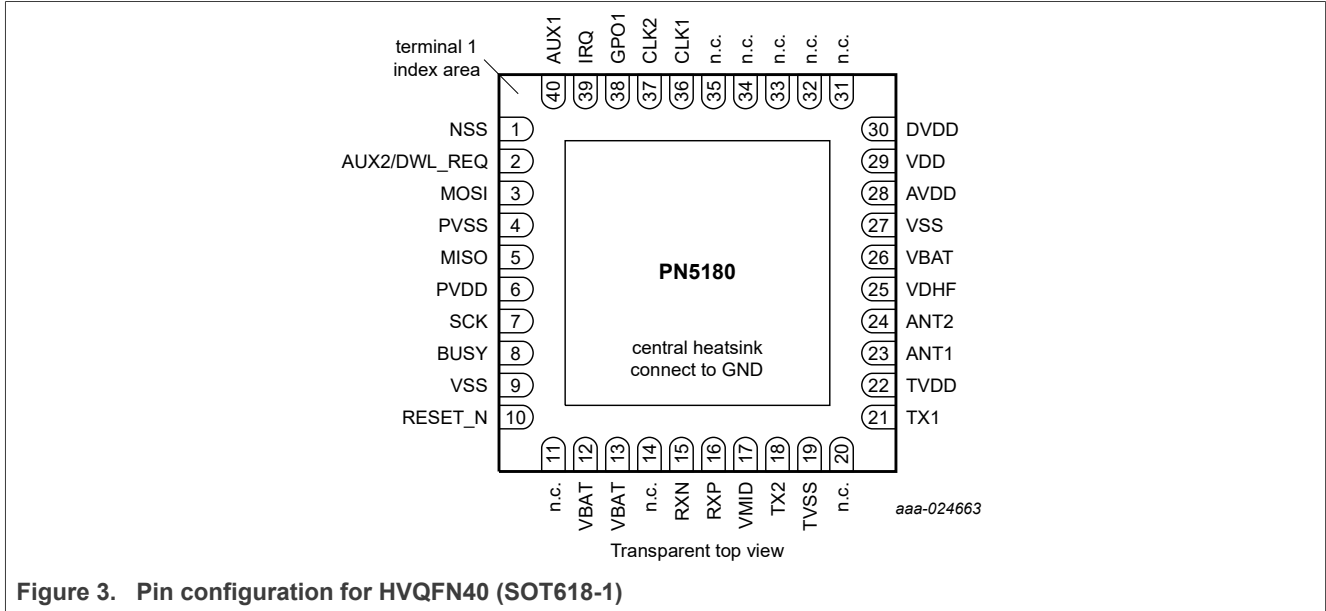 terminal 1
index area
AUX1
IRQ
GPO1
CLK2
CLK1
n.c.
n.c.
n.c.
n.c.
n.c.
40
39
38
37
36
35
34
33
32
31
NSS 1
AUX2/DWL_REQ 2
MOSI 3
PVSS 4
MISO 5
PVDD 6
SCK 7
BUSY 8
VSS 9
RESET_N 10
PN5180
central heatsink
connect to GND
30 DVDD
29 VDD
28 AVDD
27 VSS
26 VBAT
25 VDHF
24 ANT2
23 ANT1
22 TVDD
21 TX1
11
12
13
14
15
16
17
18
19
20
n.c.
VBAT
VBAT
n.c.
RXN
RXP
VMID
TX2
TVSS
n.c.
aaa-024663
Transparent top view
Figure 3. Pin configuration for HVQFN40 (SOT618-1)